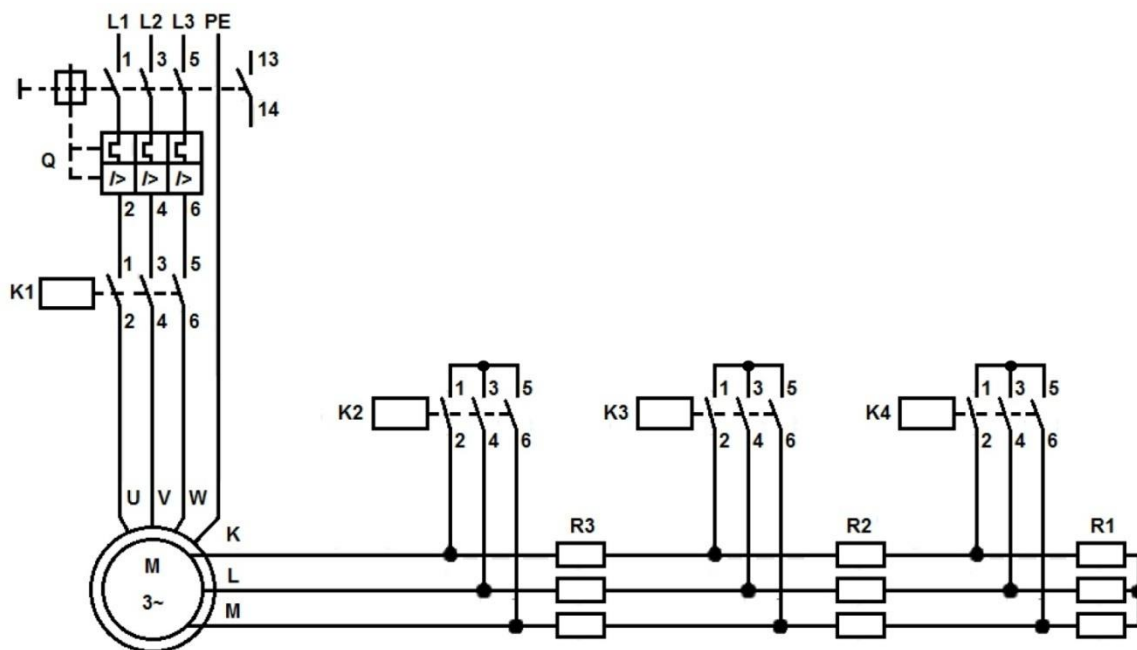 L1 L2 L3 PE
1 3 5 13
14
Q
I> I> I>
2 4 6
1 3 5
K1
2 4 6
1 3 5 1 3 5 1 3 5
K2 K3 K4
2 4 6 2 4 6 2 4 6
U V W
K R3 R2 R1
M
L
3~
M